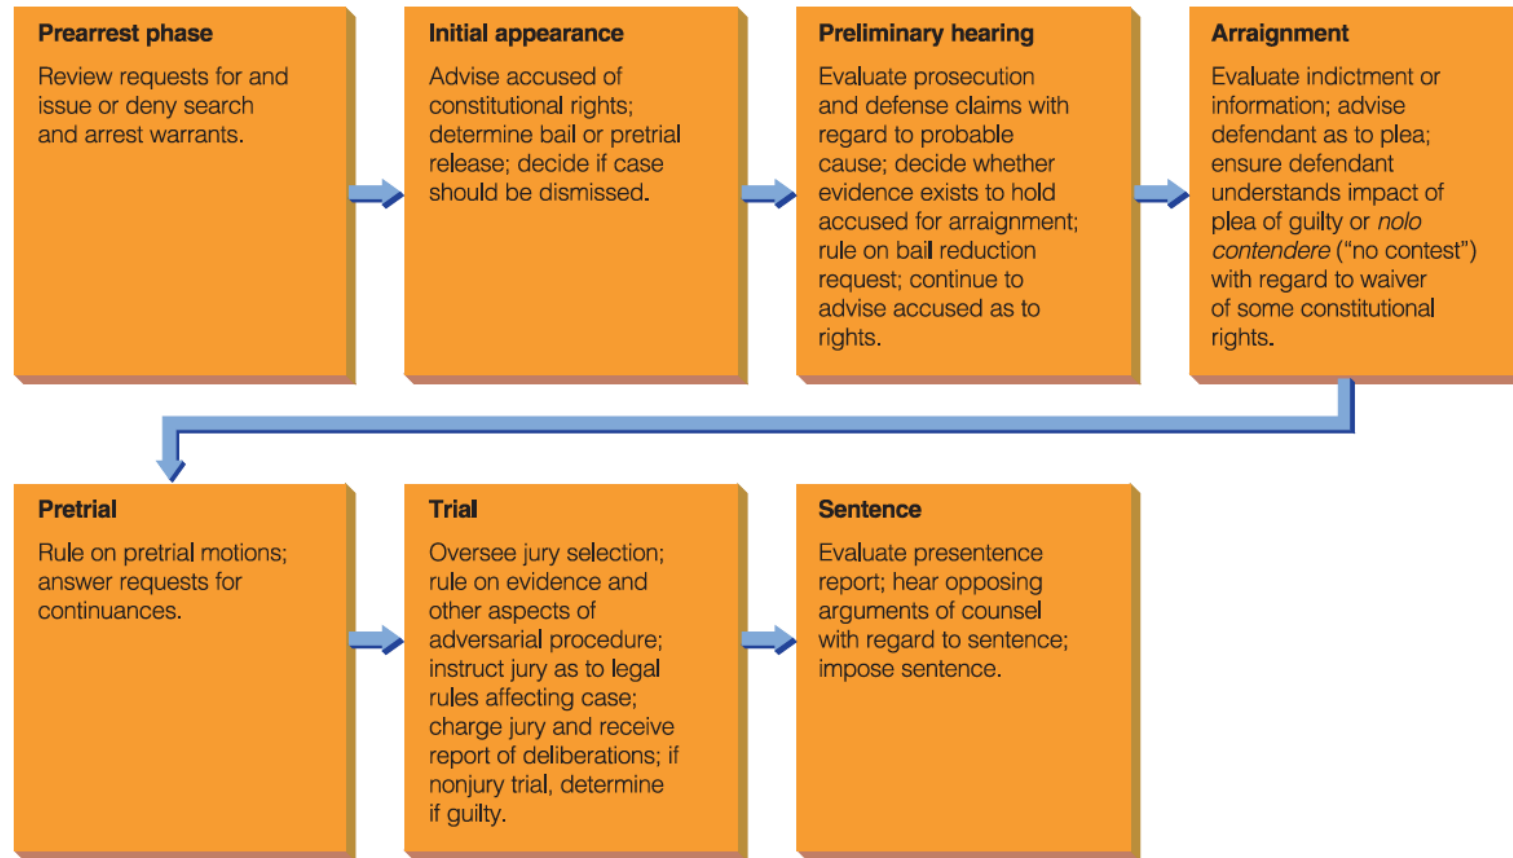 Prearrest phase
Review requests for and
issue or deny search
and arrest warrants.
Initial appearance
Advise accused of
constitutional rights;
determine bail or pretrial
release; decide if case
should be dismissed.
Preliminary hearing
Evaluate prosecution
and defense claims with
regard to probable
cause; decide whether
evidence exists to hold
accused for arraignment;
rule on bail reduction
request; continue to
advise accused as to
rights.
Arraignment
Evaluate indictment or
information; advise
defendant as to plea;
ensure defendant
understands impact of
plea of guilty or nolo
contendere (“no contest”)
with regard to waiver
of some constitutional
rights.
Pretrial
Rule on pretrial motions;
answer requests for
continuances.
Trial
Oversee jury selection;
rule on evidence and
other aspects of
adversarial procedure;
instruct jury as to legal
rules affecting case;
charge jury and receive
report of deliberations; if
nonjury trial, determine
if guilty.
Sentence
Evaluate presentence
report; hear opposing
arguments of counsel
with regard to sentence;
impose sentence.